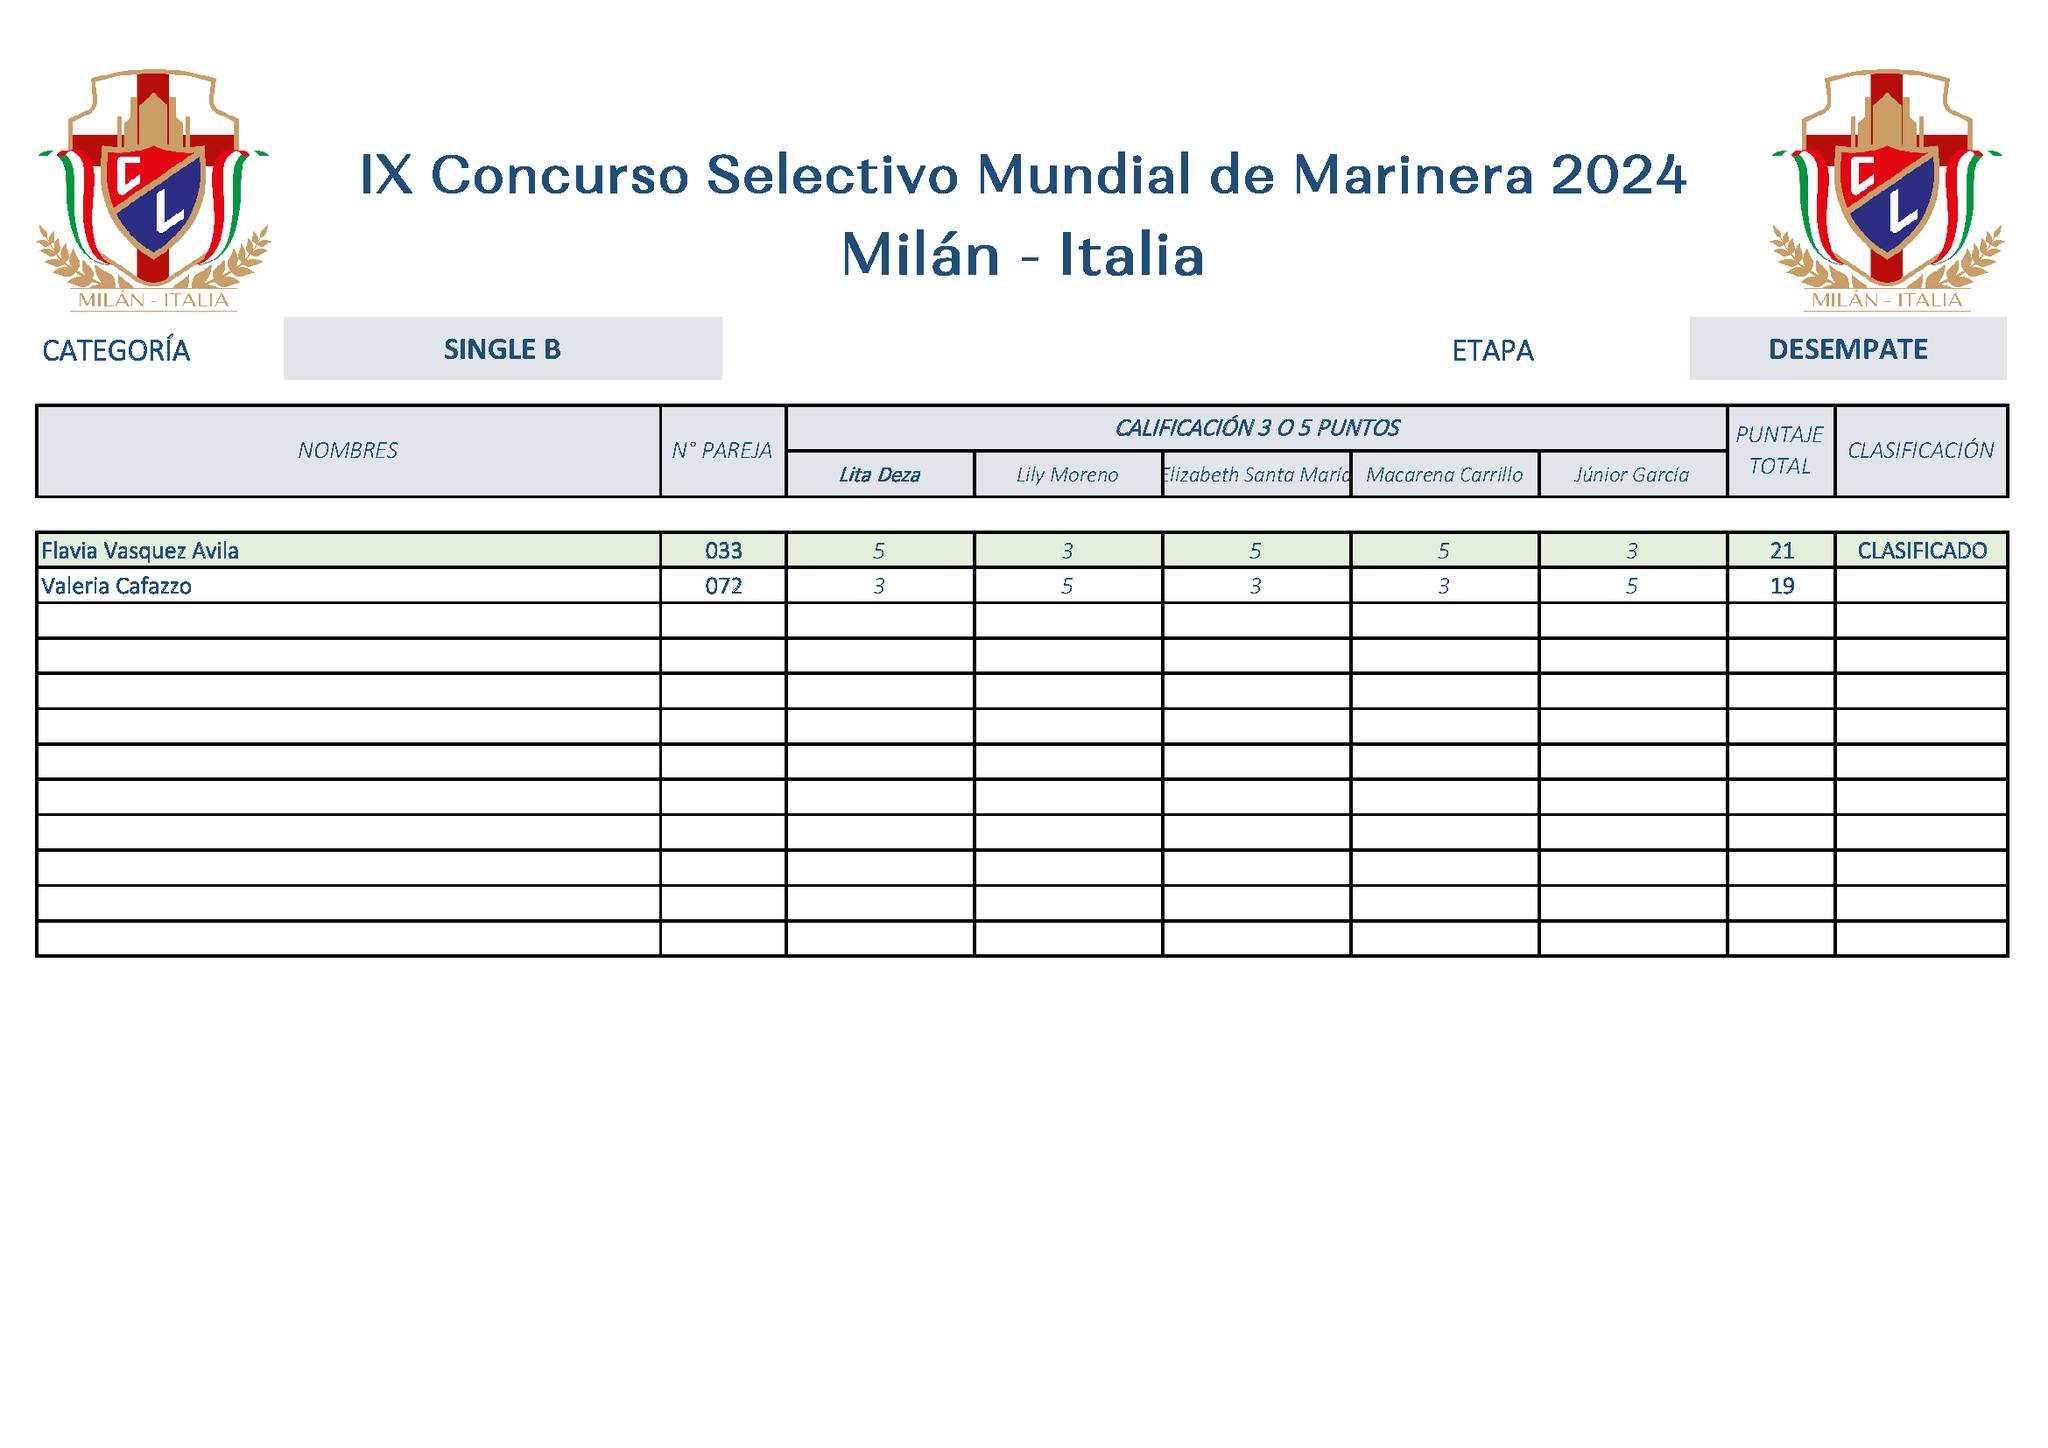 IX Concurso Selectivo Mundial de Marinera 2024
Milán - Italia
CL
MILÁN - ITALIA
CL
MILÁN - ITALIA
CATEGORÍA SINGLE B ETAPA DESEMPATE
NOMBRES N° PAREJA CALIFICACIÓN 3 O 5 PUNTOS PUNTAJE TOTAL CLASIFICACIÓN
Lita Deza Lily Moreno Elizabeth Santa María Macarena Carrillo Júnior García
Flavia Vasquez Avila 033 5 3 5 5 3 21 CLASIFICADO
Valeria Cafazzo 072 3 5 3 3 5 19